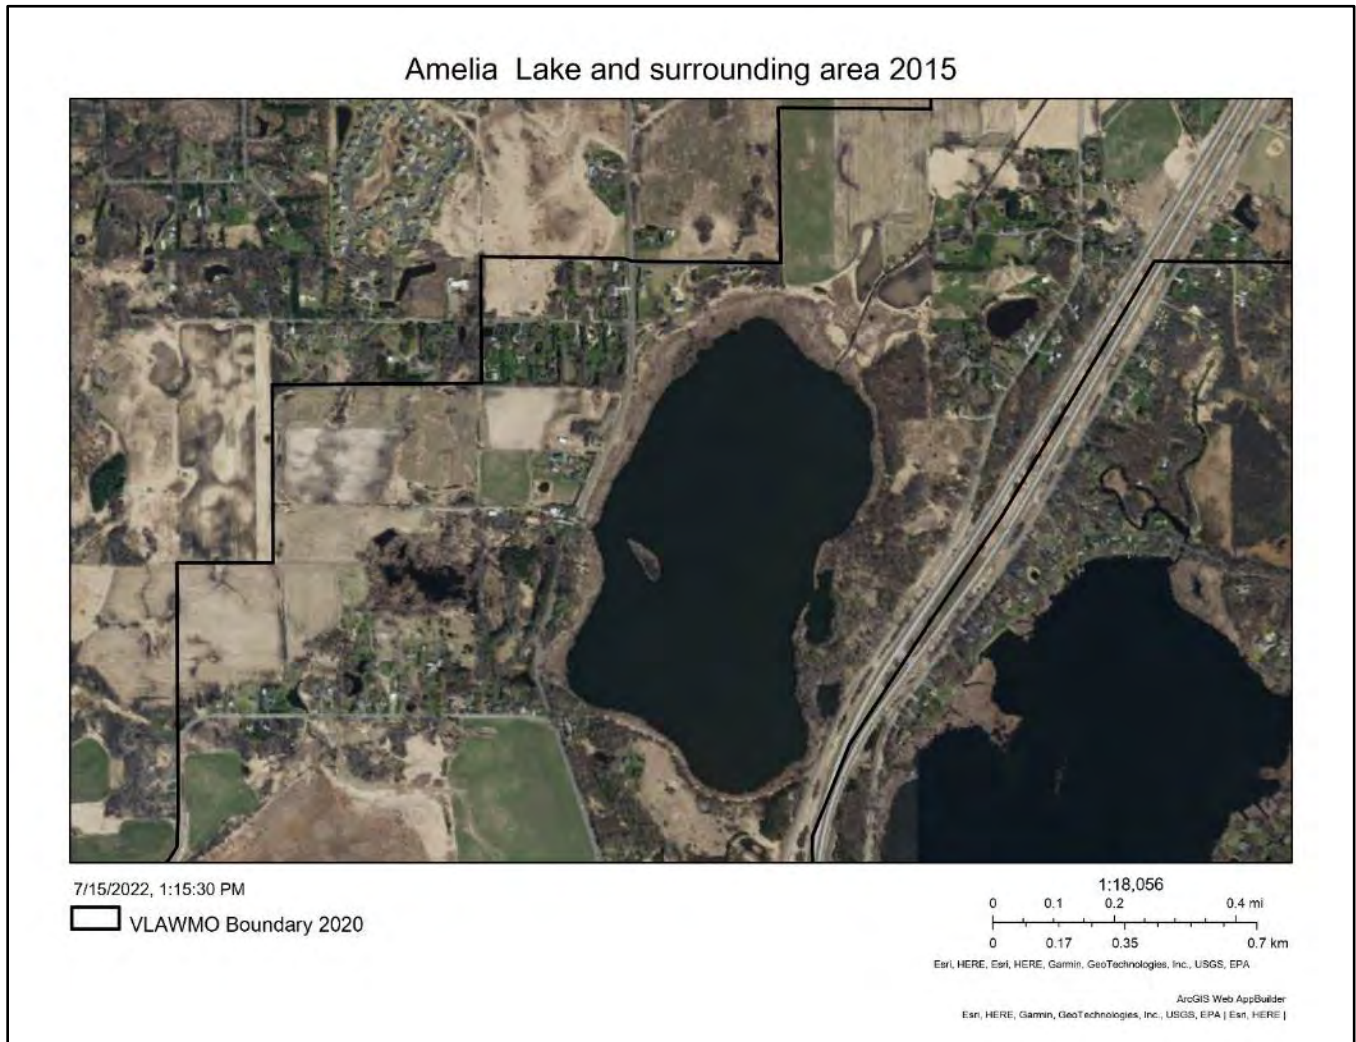 Amelia  Lake and surrounding area 2015
7/15/2022, 1:15:30 PM
VLAWMO Boundary 2020
1:18,056
0 0.1 0.2 0.4 mi
0 0.17 0.35 0.7 km
Esri, HERE, Esri, HERE, Garmin, GeoTechnologies, Inc., USGS, EPA
ArcGIS Web AppBuilder
Esri, HERE, Garmin, GeoTechnologies, Inc., USGS, EPA | Esri, HERE |